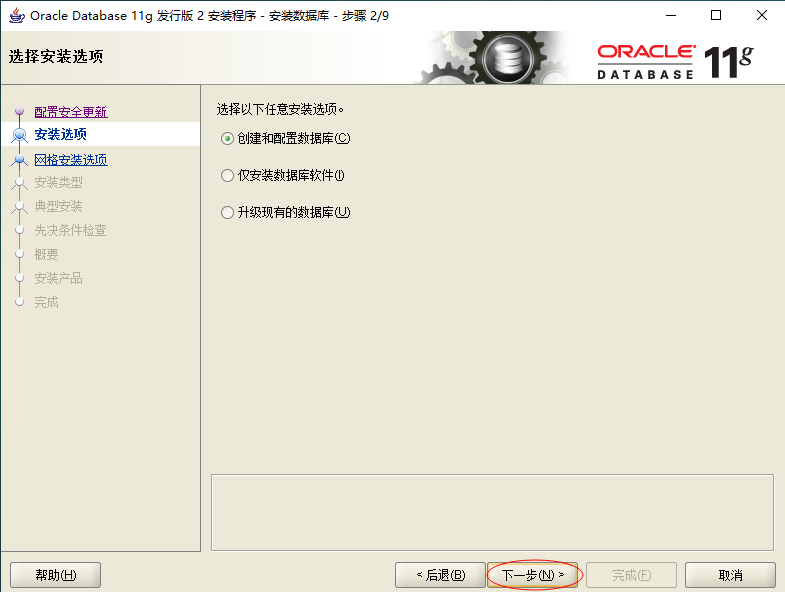 Oracle Database 11g 发行版 2 安装程序 - 安装数据库 - 步骤 2/9
选择安装选项
ORACLE DATABASE 11g
配置安全更新
安装选项
网格安装选项
安装类型
典型安装
先决条件检查
概要
安装产品
完成
选择以下任意安装选项。
创建和配置数据库(C)
仅安装数据库软件(I)
升级现有的数据库(U)
帮助(H)
< 后退(B)
下一步(N) >
完成(F)
取消